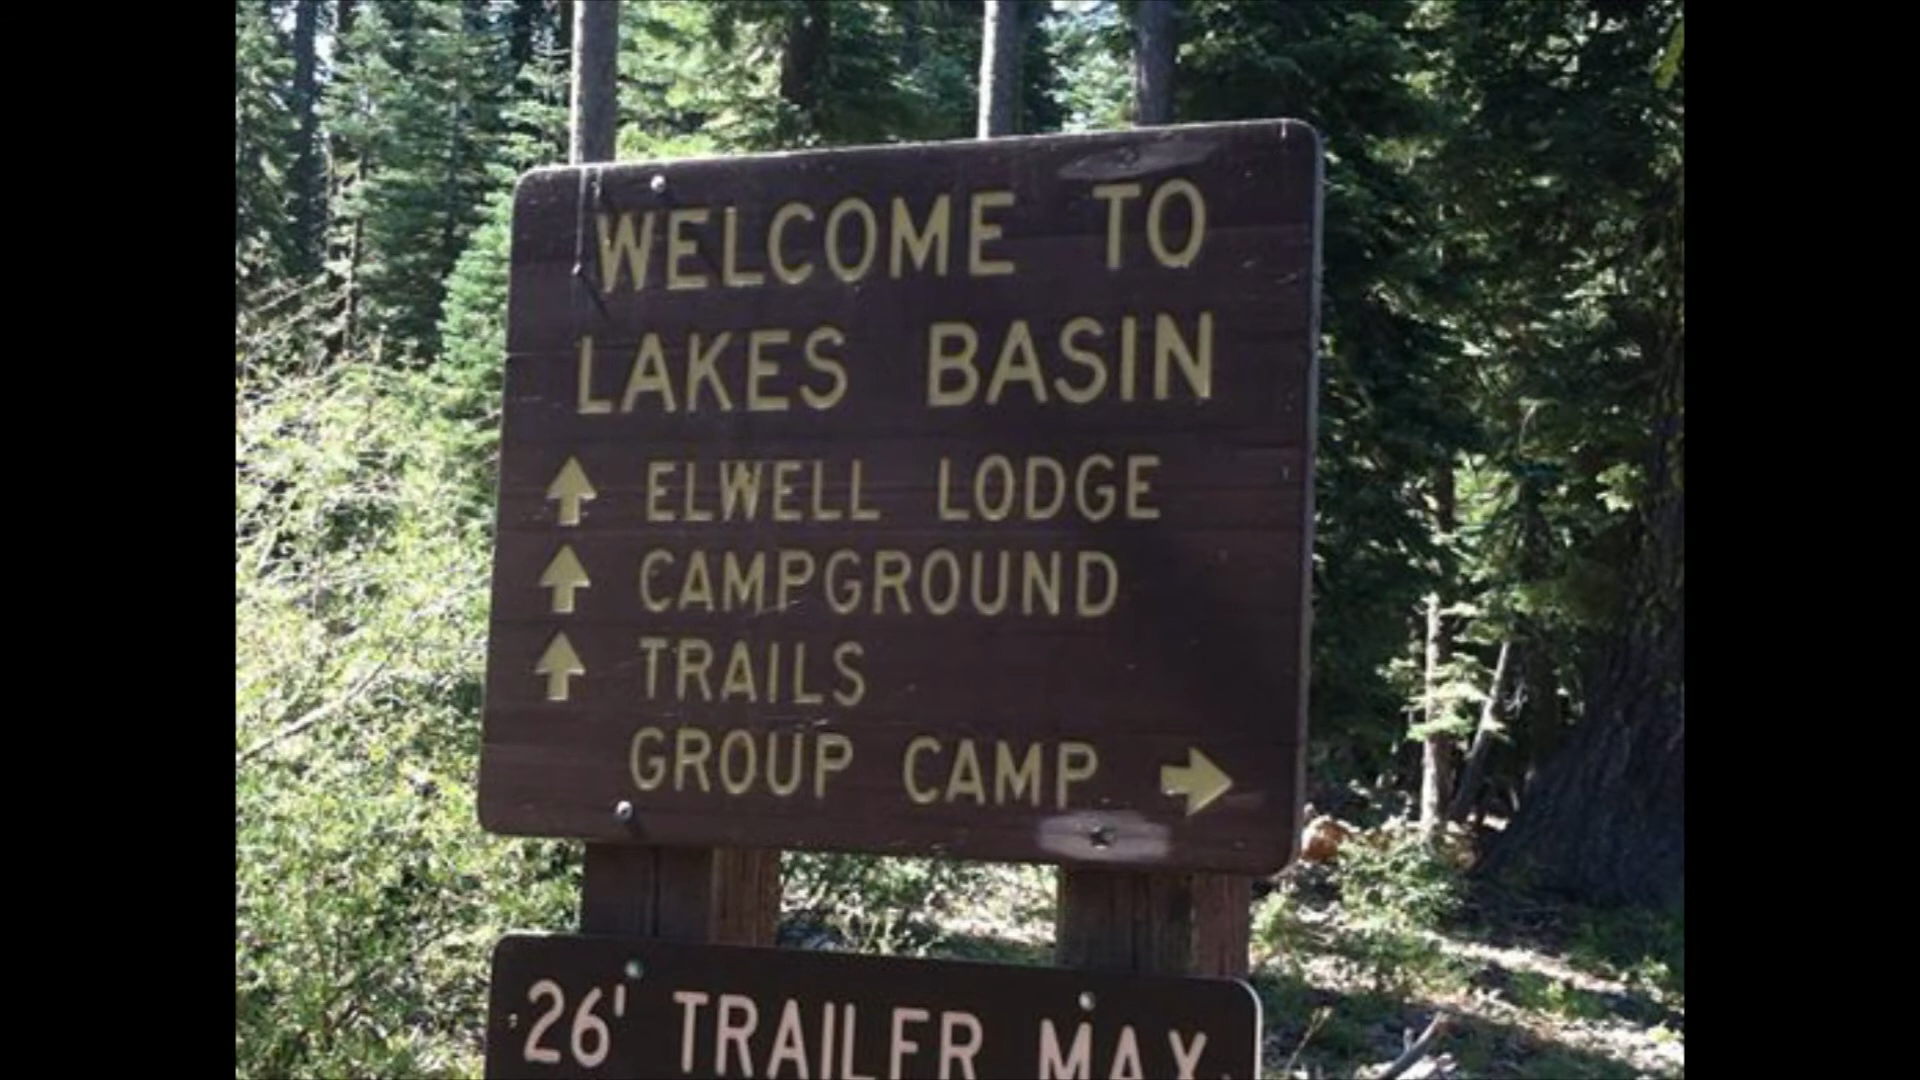 WELCOME TO
LAKES BASIN
↑ ELWELL LODGE
↑ CAMPGROUND
↑ TRAILS
GROUP CAMP →
26' TRAILER MAX.